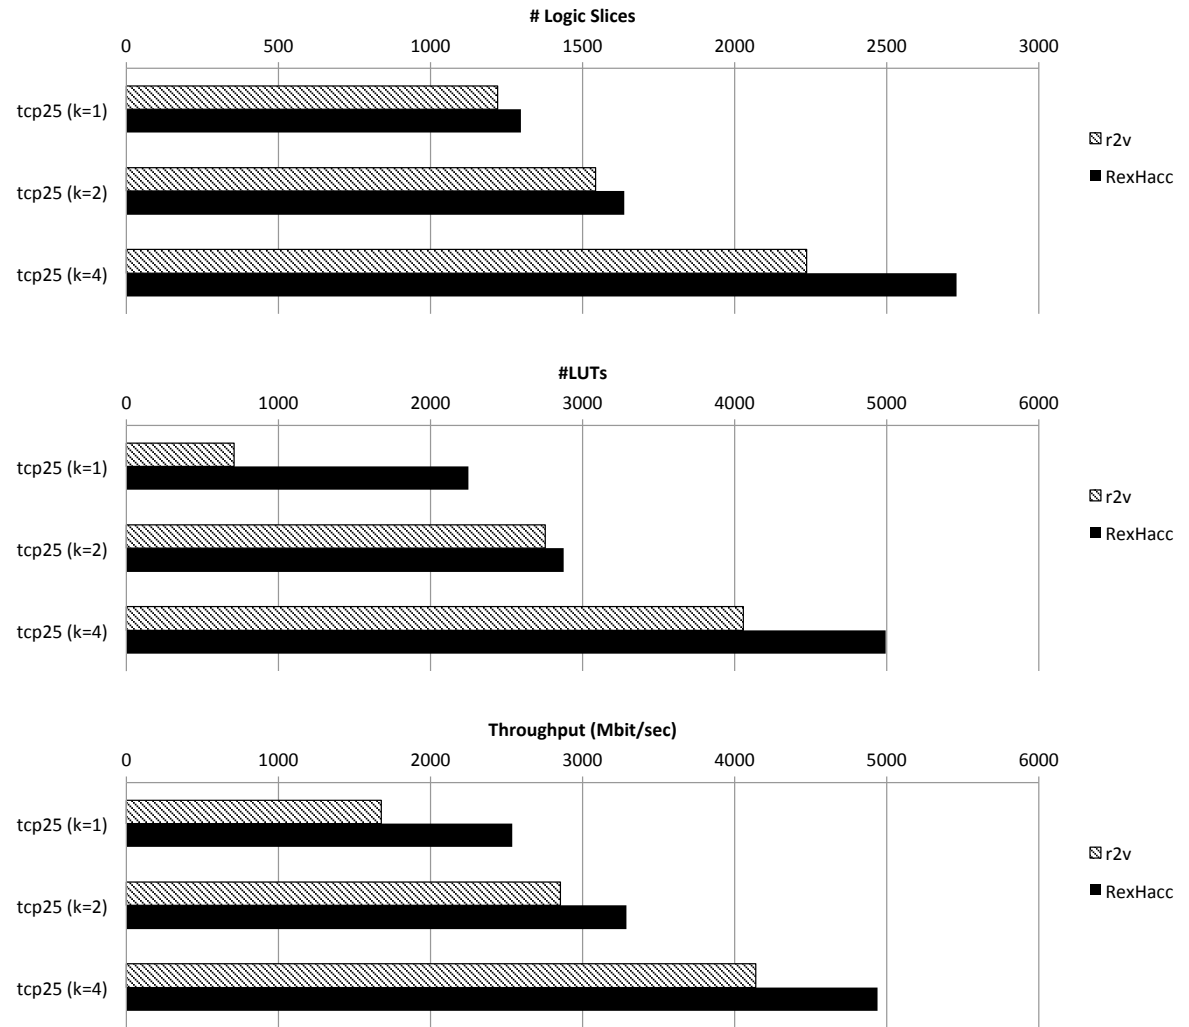 # Logic Slices
0 500 1000 1500 2000 2500 3000
tcp25 (k=1)
r2v
RexHacc
tcp25 (k=2)
tcp25 (k=4)
#LUTs
0 1000 2000 3000 4000 5000 6000
tcp25 (k=1)
r2v
RexHacc
tcp25 (k=2)
tcp25 (k=4)
Throughput (Mbit/sec)
0 1000 2000 3000 4000 5000 6000
tcp25 (k=1)
r2v
RexHacc
tcp25 (k=2)
tcp25 (k=4)